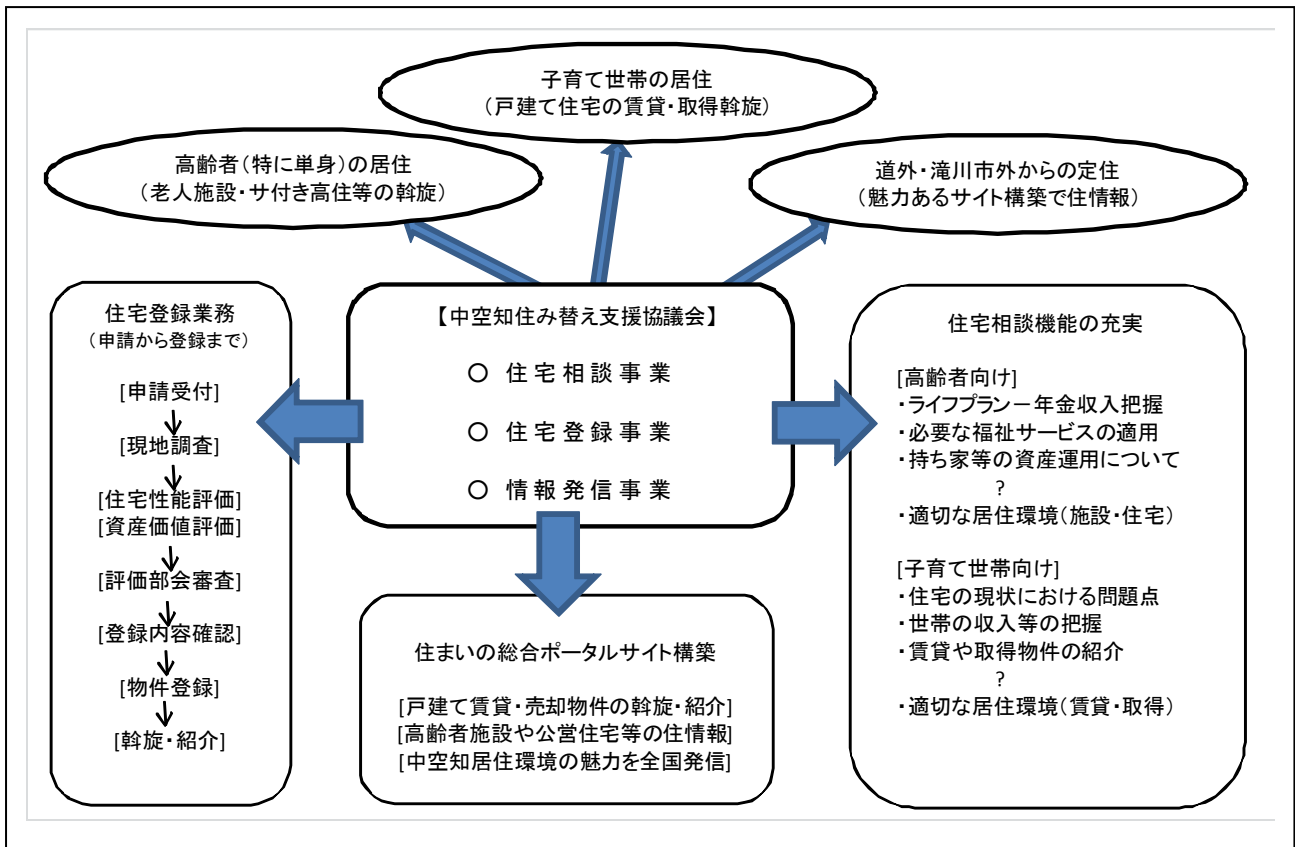 子育て世帯の居住
（戸建て住宅の賃貸・取得斡旋）
高齢者（特に単身）の居住
（老人施設・サ付き高住等の斡旋）
道外・滝川市外からの定住
（魅力あるサイト構築で住情報）
住宅登録業務
（申請から登録まで）
[申請受付]
[現地調査]
[住宅性能評価]
[資産価値評価]
[評価部会審査]
[登録内容確認]
[物件登録]
[斡旋・紹介]
【中空知住み替え支援協議会】
○ 住宅相談事業
○ 住宅登録事業
○ 情報発信事業
住まいの総合ポータルサイト構築
[戸建て賃貸・売却物件の斡旋・紹介]
[高齢者施設や公営住宅等の住情報]
[中空知居住環境の魅力を全国発信]
住宅相談機能の充実
[高齢者向け]
・ライフプラン－年金収入把握
・必要な福祉サービスの適用
・持ち家等の資産運用について
?
・適切な居住環境（施設・住宅）
[子育て世帯向け]
・住宅の現状における問題点
・世帯の収入等の把握
・賃貸や取得物件の紹介
?
・適切な居住環境（賃貸・取得）